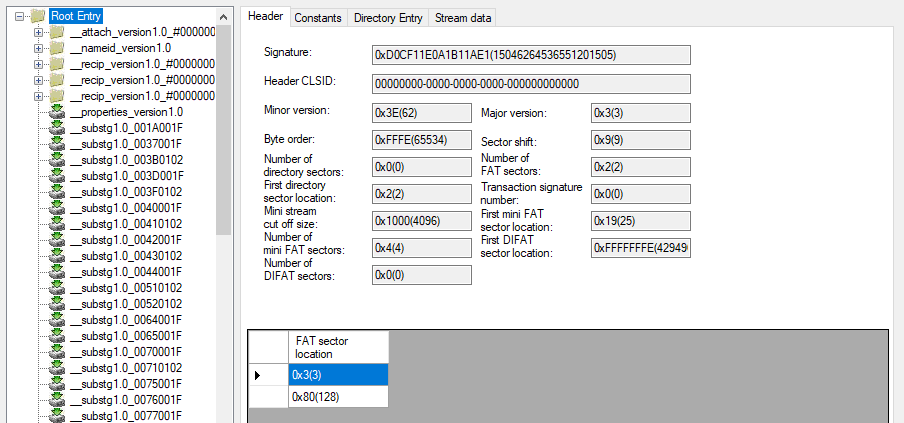 Root Entry
__attach_version1.0_#0000000
__nameid_version1.0
__recip_version1.0_#0000000
__recip_version1.0_#0000000
__recip_version1.0_#0000000
__properties_version1.0
__substg1.0_001A001F
__substg1.0_0037001F
__substg1.0_003B0102
__substg1.0_003D001F
__substg1.0_003F0102
__substg1.0_0040001F
__substg1.0_00410102
__substg1.0_0042001F
__substg1.0_00430102
__substg1.0_0044001F
__substg1.0_00510102
__substg1.0_00520102
__substg1.0_0064001F
__substg1.0_0065001F
__substg1.0_0070001F
__substg1.0_00710102
__substg1.0_0075001F
__substg1.0_0076001F
__substg1.0_0077001F
Header Constants Directory Entry Stream data
Signature: 0xD0CF11E0A1B11AE1(15046264536551201505)
Header CLSID: 00000000-0000-0000-0000-000000000000
Minor version: 0x3E(62) Major version: 0x3(3)
Byte order: 0xFFFE(65534) Sector shift: 0x9(9)
Number of
directory sectors: 0x0(0)
Number of
FAT sectors: 0x2(2)
First directory
sector location: 0x2(2)
Transaction signature
number: 0x0(0)
Mini stream
cut off size: 0x1000(4096)
First mini FAT
sector location: 0x19(25)
Number of
mini FAT sectors: 0x4(4)
First DIFAT
sector location: 0xFFFFFFFE(42949
Number of
DIFAT sectors: 0x0(0)
FAT sector
location
0x3(3)
0x80(128)